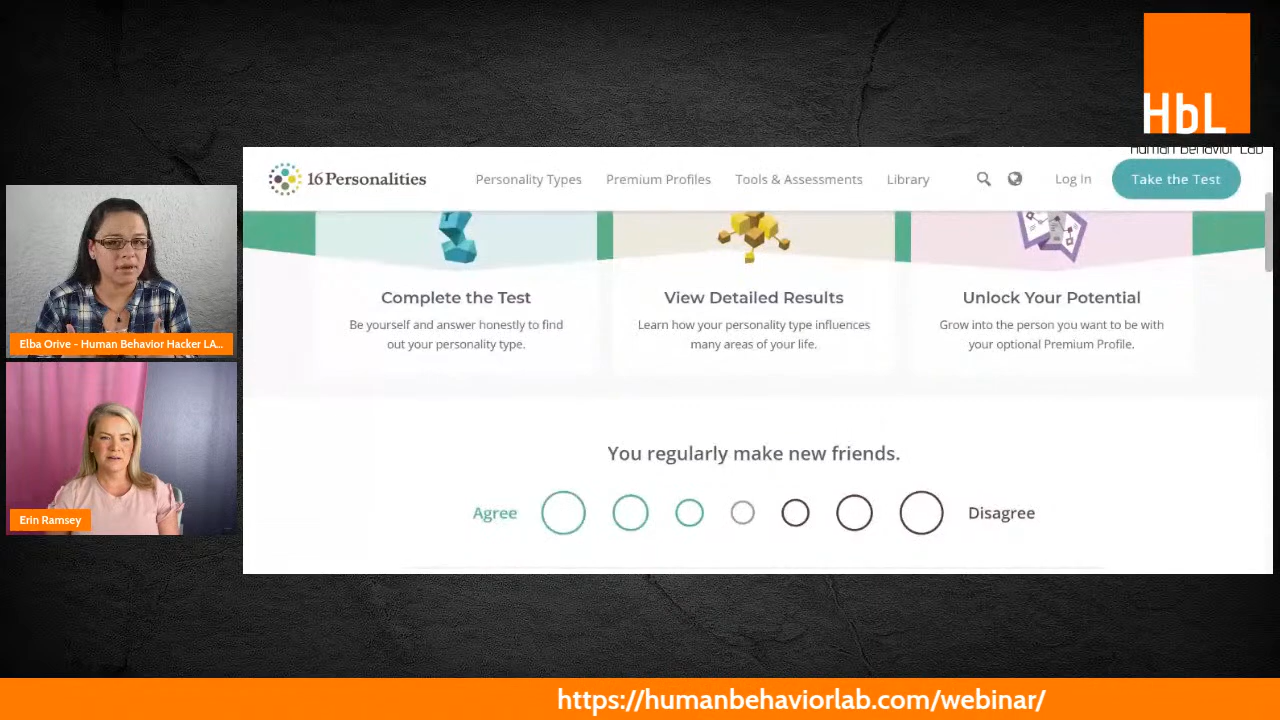 HbL
Human Behavior Lab
16Personalities
Personality Types
Premium Profiles
Tools & Assessments
Library
Log In
Take the Test
Complete the Test
Be yourself and answer honestly to find
out your personality type.
View Detailed Results
Learn how your personality type influences
many areas of your life.
Unlock Your Potential
Grow into the person you want to be with
your optional Premium Profile.
You regularly make new friends.
Agree
Disagree
Elba Orive - Human Behavior Hacker LA...
Erin Ramsey
https://humanbehaviorlab.com/webinar/